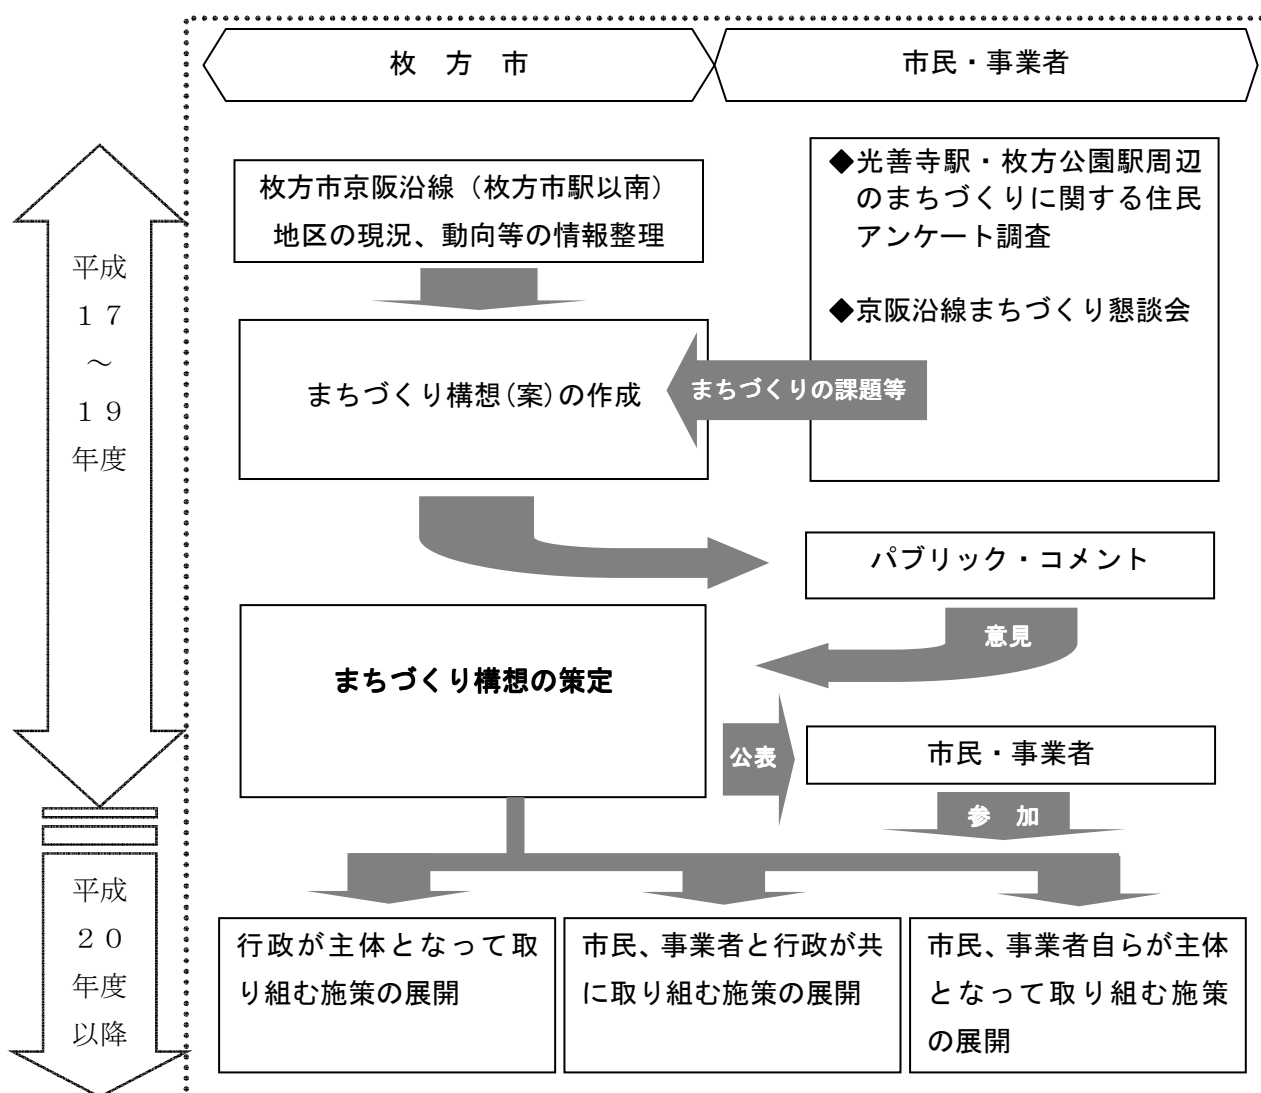 枚　方　市
市民・事業者
平成
１７
～
１９
年度
枚方市京阪沿線（枚方市駅以南）
地区の現況、動向等の情報整理
◆光善寺駅・枚方公園駅周辺
のまちづくりに関する住民
アンケート調査
◆京阪沿線まちづくり懇談会
まちづくり構想(案)の作成
まちづくりの課題等
パブリック・コメント
意見
まちづくり構想の策定
公表
市民・事業者
参　加
平成
２０
年度
以降
行政が主体となって取
り組む施策の展開
市民、事業者と行政が共
に取り組む施策の展開
市民、事業者自らが主体
となって取り組む施策
の展開